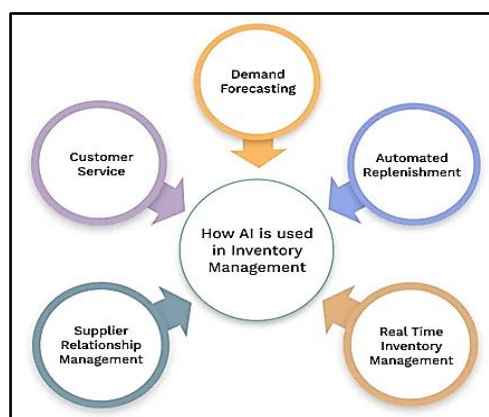 Demand
Forecasting
Customer
Service
Automated
Replenishment
How AI is used
in Inventory
Management
Supplier
Relationship
Management
Real Time
Inventory
Management